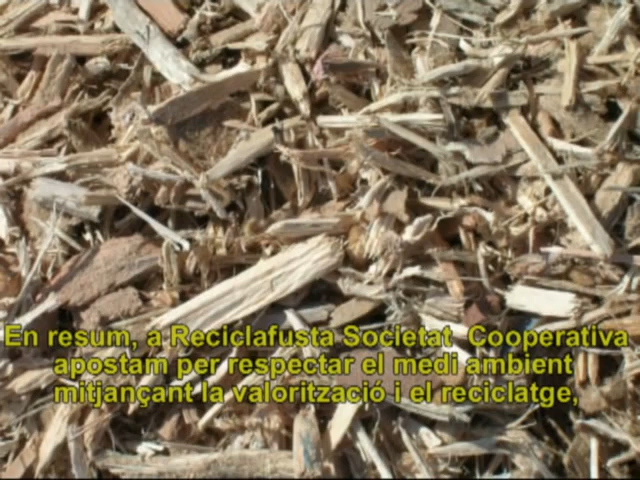 En resum, a Reciclafusta Societat Cooperativa
apostam per respectar el medi ambient
mitjançant la valorització i el reciclatge,